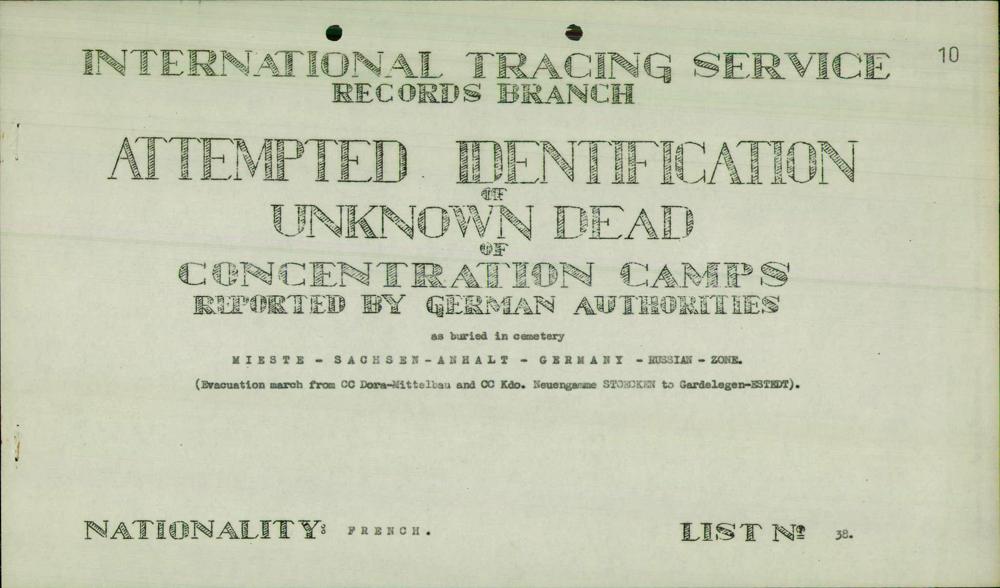 10
INTERNATIONAL TRACING SERVICE
RECORDS BRANCH
ATTEMPTED IDENTIFICATION
OF
UNKNOWN DEAD
OF
CONCENTRATION CAMPS
REPORTED BY GERMAN AUTHORITIES
as buried in cemetery
MIESTE - SACHSEN-ANHALT - GERMANY - RUSSIAN - ZONE.
(Evacuation march from CC Dora-Mittelbau and CC Kdo. Neuengamme STOECKEN to Gardelegen-ESTEDT).
NATIONALITY: FRENCH. LIST Nº 38.